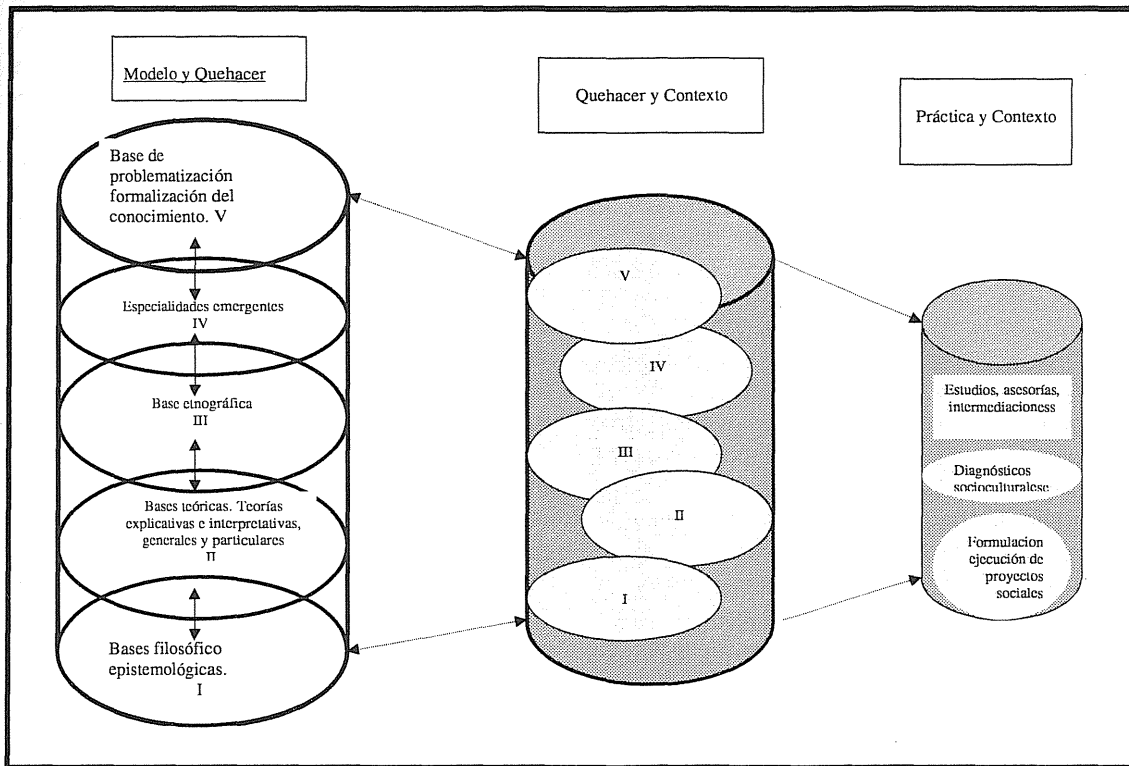 Modelo y Quehacer
Base de
problematización
formalización del
conocimiento. V
Especialidades emergentes
IV
Base etnográfica
III
Bases teóricas. Teorías
explicativas e interpretativas,
generales y particulares
II
Bases filosófico
epistemológicas.
I
Quehacer y Contexto
V
IV
III
II
I
Práctica y Contexto
Estudios, asesorías,
intermediacioness
Diagnósticos
socioculturalese
Formulacion
ejecución de
proyectos
sociales